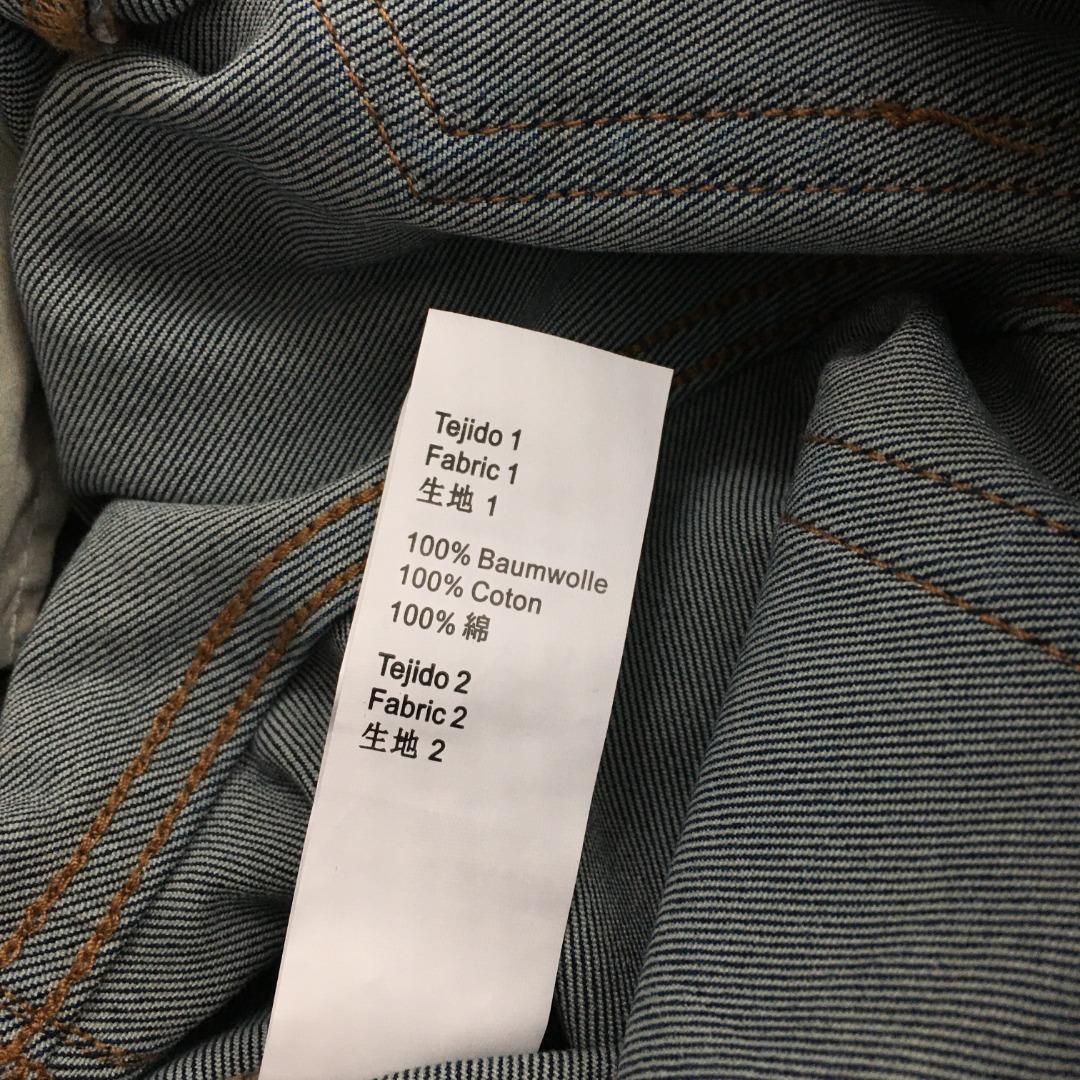 Tejido 1
Fabric 1
生地 1
100% Baumwolle
100% Coton
100% 綿
Tejido 2
Fabric 2
生地 2